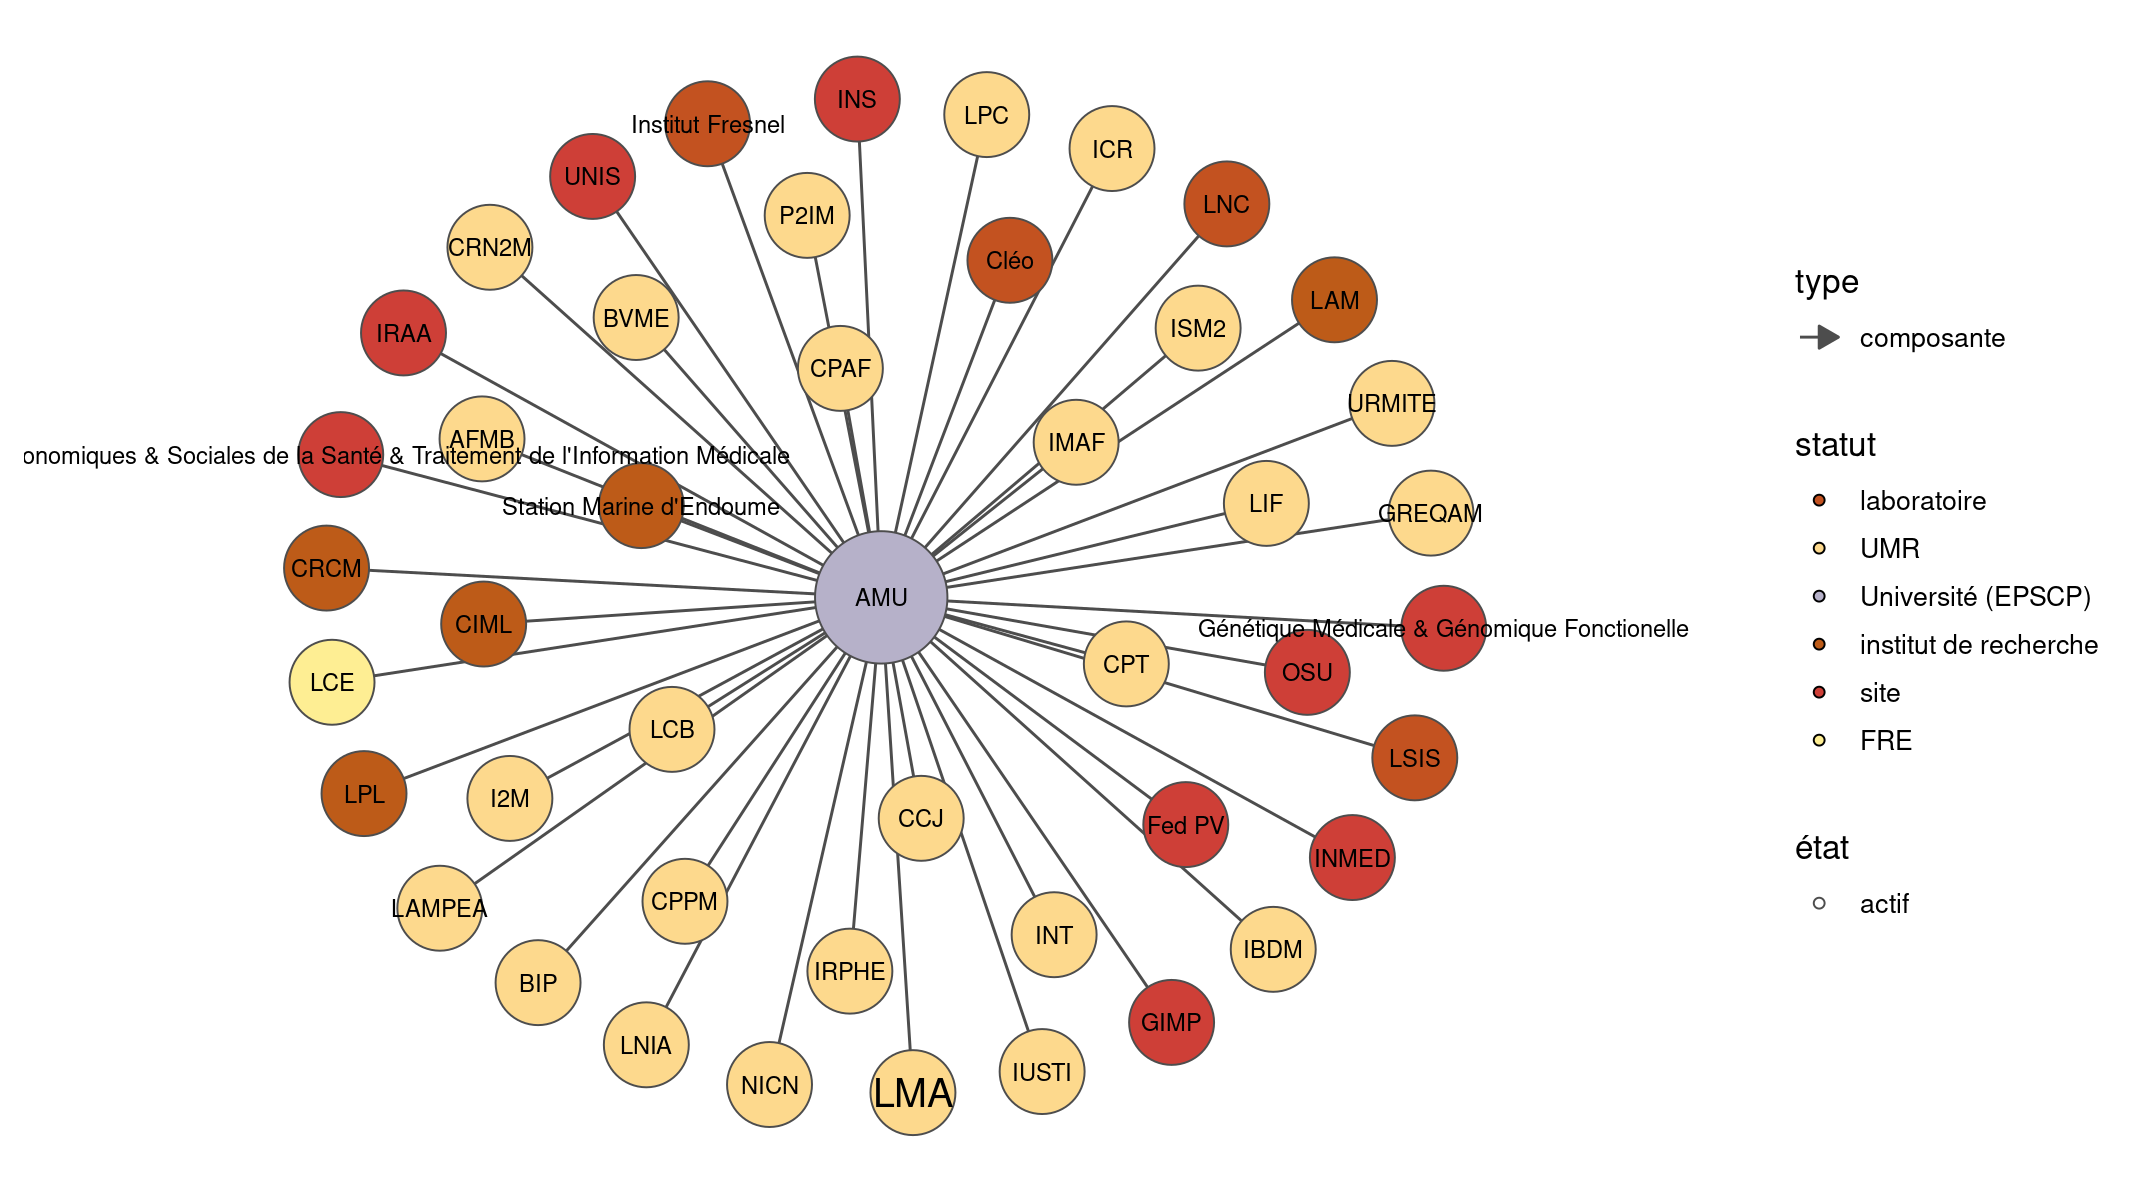 INS
LPC
Institut Fresnel
ICR
UNIS
LNC
P2IM
CRN2M
Cléo
LAM
BVME
ISM2
IRAA
CPAF
URMITE
AFMB
IMAF
& Sociales de la Santé & Traitement de l'Information Médicale
Station Marine d'Endoume
LIF
GREQAM
CRCM
AMU
CIML
Génétique Médicale & Génomique Fonctionelle
CPT
OSU
LCE
LCB
LSIS
LPL
I2M
CCJ
Fed PV
INMED
LAMPEA
CPPM
INT
IBDM
BIP
IRPHE
GIMP
LNIA
NICN
LMA
IUSTI
type
composante
statut
laboratoire
UMR
Université (EPSCP)
institut de recherche
site
FRE
état
actif